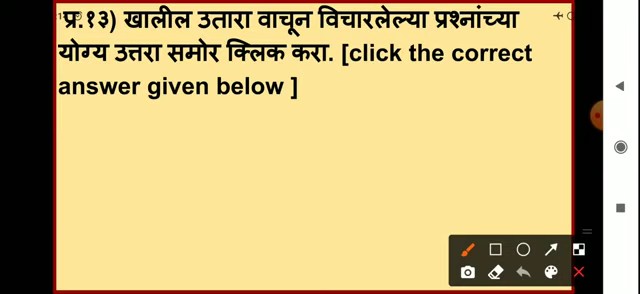 प्र.१३) खालील उतारा वाचून विचारलेल्या प्रश्नांच्या
योग्य उत्तरा समोर क्लिक करा. [click the correct
answer given below ]